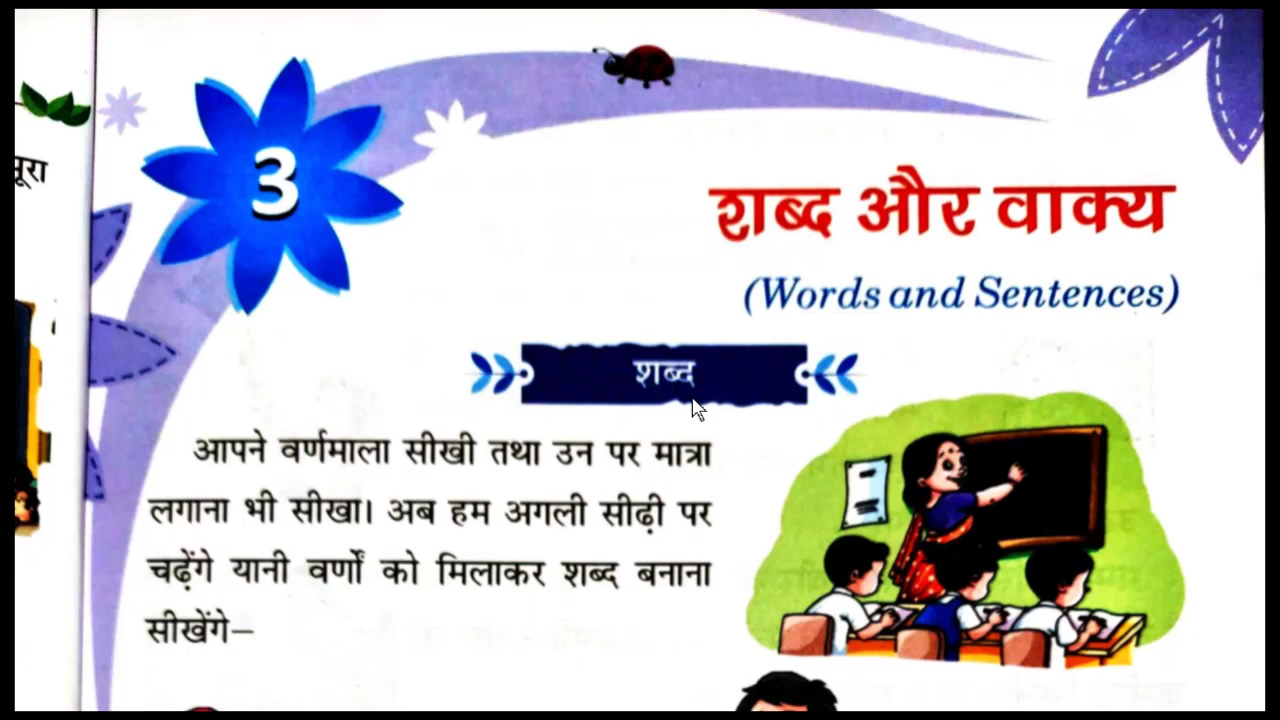 3
शब्द और वाक्य
(Words and Sentences)
शब्द
आपने वर्णमाला सीखी तथा उन पर मात्रा
लगाना भी सीखा। अब हम अगली सीढ़ी पर
चढ़ेंगे यानी वर्णों को मिलाकर शब्द बनाना
सीखेंगे–